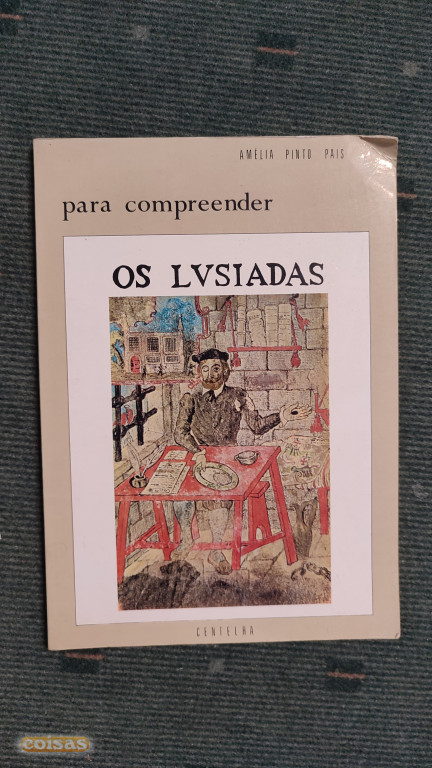 AMÉLIA PINTO PAIS
para compreender
OS LVSIADAS
CENTELHA
coisas